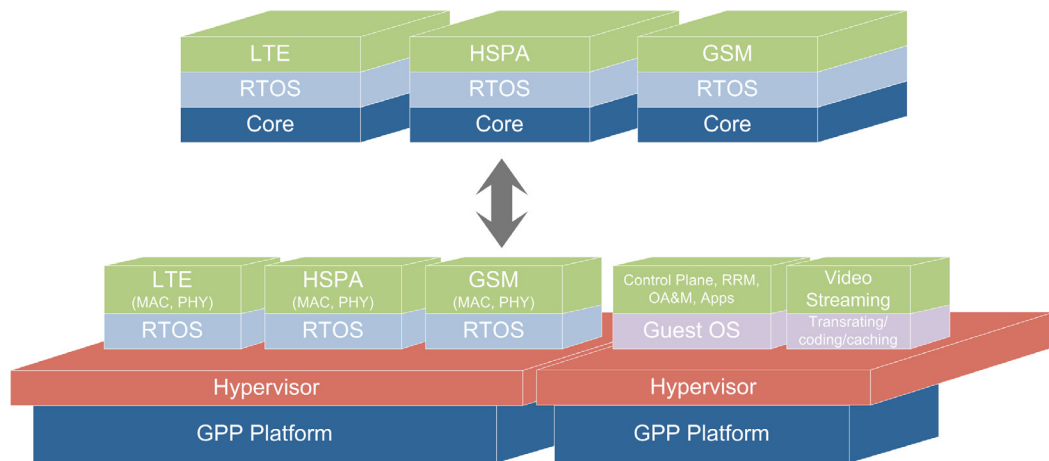 LTE
HSPA
GSM
RTOS
RTOS
RTOS
Core
Core
Core
LTE
(MAC, PHY)
HSPA
(MAC, PHY)
GSM
(MAC, PHY)
Control Plane, RRM,
OA&M, Apps
Video
Streaming
RTOS
RTOS
RTOS
Guest OS
Transrating/
coding/caching
Hypervisor
Hypervisor
GPP Platform
GPP Platform